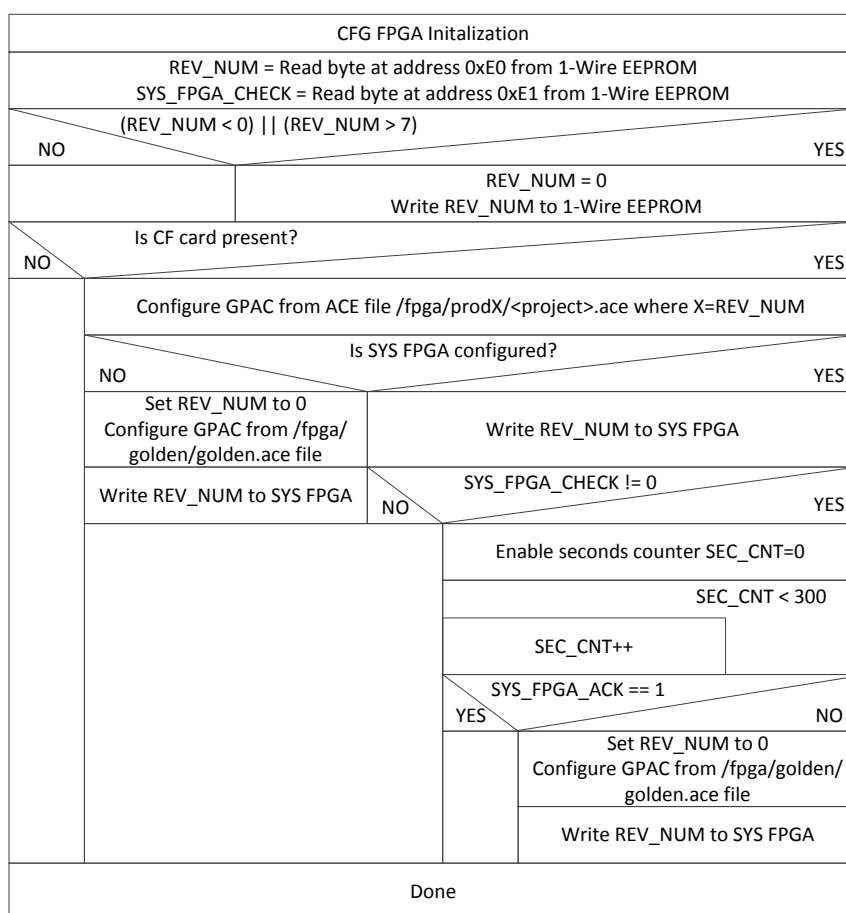 CFG FPGA Initalization
REV_NUM = Read byte at address 0xE0 from 1-Wire EEPROM
SYS_FPGA_CHECK = Read byte at address 0xE1 from 1-Wire EEPROM
(REV_NUM < 0) || (REV_NUM > 7)
NO
YES
REV_NUM = 0
Write REV_NUM to 1-Wire EEPROM
Is CF card present?
NO
YES
Configure GPAC from ACE file /fpga/prodX/<project>.ace where X=REV_NUM
Is SYS FPGA configured?
NO
YES
Set REV_NUM to 0
Configure GPAC from /fpga/
golden/golden.ace file
Write REV_NUM to SYS FPGA
Write REV_NUM to SYS FPGA
SYS_FPGA_CHECK != 0
NO
YES
Enable seconds counter SEC_CNT=0
SEC_CNT < 300
SEC_CNT++
SYS_FPGA_ACK == 1
YES
NO
Set REV_NUM to 0
Configure GPAC from /fpga/golden/
golden.ace file
Write REV_NUM to SYS FPGA
Done